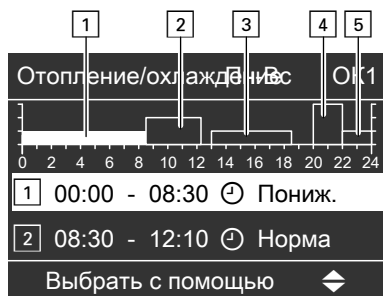 1 2 3 4 5
Отопление/охлаждение Пн-Вс ОК1
0 2 4 6 8 10 12 14 16 18 20 22 24
1 00:00 - 08:30 Пониж.
2 08:30 - 12:10 Норма
Выбрать с помощью